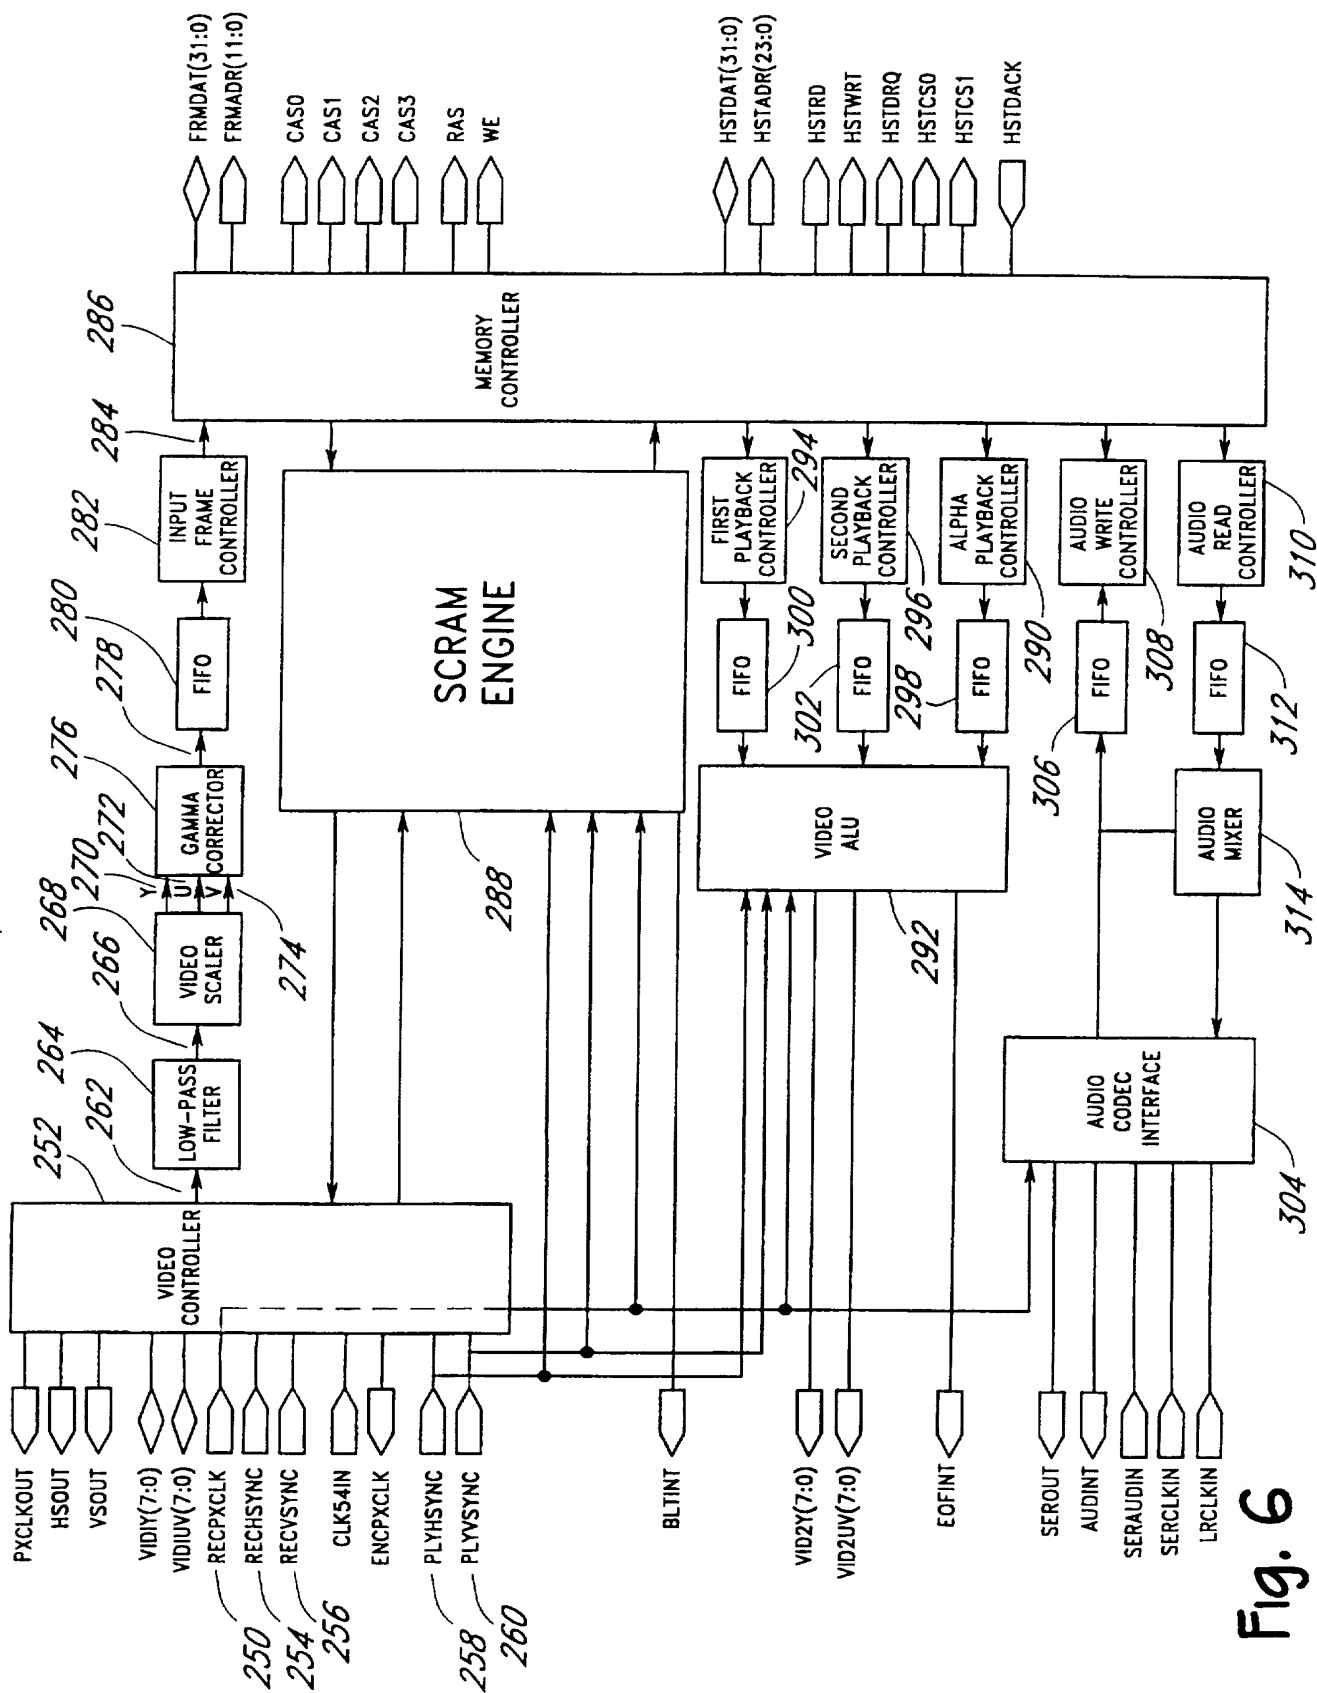 FRMDAT(31:0)
FRMADR(11:0)
CAS0
CAS1
CAS2
CAS3
RAS
WE
HSTDAT(31:0)
HSTADR(23:0)
HSTRD
HSTWRT
HSTDRQ
HSTCS0
HSTCS1
HSTDACK
286
MEMORY
CONTROLLER
284
282
INPUT
FRAME
CONTROLLER
280
FIFO
278
276
GAMMA
CORRECTOR
272
270
Y
U
V
274
268
VIDEO
SCALER
266
264
LOW-PASS
FILTER
262
252
VIDEO
CONTROLLER
SCRAM
ENGINE
288
FIRST
PLAYBACK
CONTROLLER
294
SECOND
PLAYBACK
CONTROLLER
296
ALPHA
PLAYBACK
CONTROLLER
290
AUDIO
WRITE
CONTROLLER
308
AUDIO
READ
CONTROLLER
310
FIFO
300
FIFO
302
FIFO
298
FIFO
306
FIFO
312
VIDEO
ALU
292
AUDIO
MIXER
314
AUDIO
CODEC
INTERFACE
304
PXCLKOUT
HSOUT
VSOUT
VIDIY(7:0)
VIDIUV(7:0)
RECPXCLK
250
RECHSYNC
254
RECVSYNC
256
CLK54IN
ENCPXCLK
PLYHSYNC
258
PLYVSYNC
260
BLTINT
VID2Y(7:0)
VID2UV(7:0)
EOFINT
SEROUT
AUDINT
SERAUDIN
SERCLKIN
LRCLKIN
Fig. 6